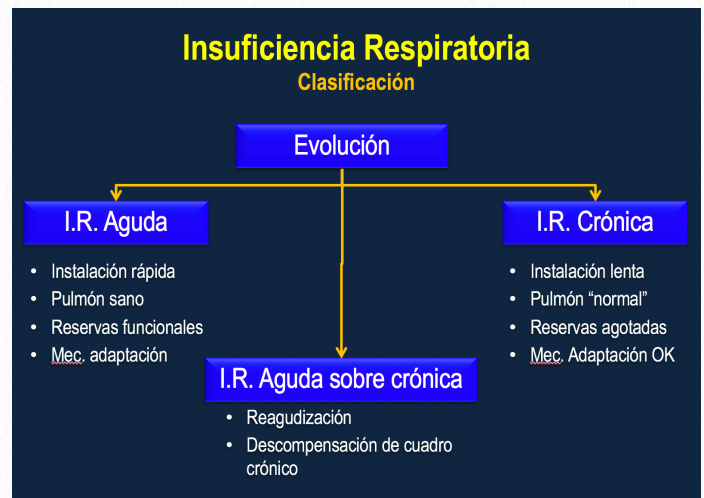 Insuficiencia Respiratoria
Clasificación
Evolución
I.R. Aguda
• Instalación rápida
• Pulmón sano
• Reservas funcionales
• Mec. adaptación
I.R. Aguda sobre crónica
• Reagudización
• Descompensación de cuadro
crónico
I.R. Crónica
• Instalación lenta
• Pulmón “normal”
• Reservas agotadas
• Mec. Adaptación OK